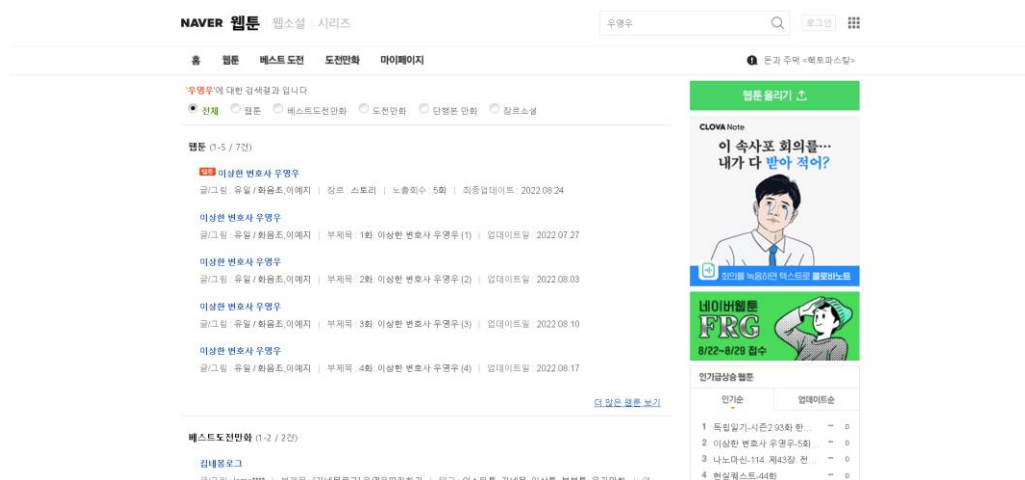 NAVER 웹툰 웹소설 시리즈
우영우
로그인
홈 웹툰 베스트 도전 도전만화 마이페이지
돈과 주먹 <헥토파스칼>
'우영우'에 대한 검색결과 입니다.
전체 웹툰 베스트도전만화 도전만화 단행본 만화 장르소설
웹툰 (1-5 / 7건)
웹툰 이상한 변호사 우영우
글/그림 : 유일 / 화음조,이예지 | 장르 : 스토리 | 노출회수 : 5회 | 최종업데이트 : 2022.08.24
이상한 변호사 우영우
글/그림 : 유일 / 화음조,이예지 | 부제목 : 1화: 이상한 변호사 우영우 (1) | 업데이트일 : 2022.07.27
이상한 변호사 우영우
글/그림 : 유일 / 화음조,이예지 | 부제목 : 2화: 이상한 변호사 우영우 (2) | 업데이트일 : 2022.08.03
이상한 변호사 우영우
글/그림 : 유일 / 화음조,이예지 | 부제목 : 3화: 이상한 변호사 우영우 (3) | 업데이트일 : 2022.08.10
이상한 변호사 우영우
글/그림 : 유일 / 화음조,이예지 | 부제목 : 4화: 이상한 변호사 우영우 (4) | 업데이트일 : 2022.08.17
더 많은 웹툰 보기
베스트도전만화 (1-2 / 2건)
김네몽로그
웹툰 올리기
CLOVA Note
이 속사포 회의를…
내가 다 받아 적어?
회의를 녹음하면 텍스트로 클로바노트
네이버웹툰
FRG
8/22~8/29 접수
인기급상승 웹툰
인기순 업데이트순
1 독립일기-시즌2 93화 한... 0
2 이상한 변호사 우영우-5화... 0
3 나노마신-114. 제43장. 전... 0
4 현실퀘스트-44화 0